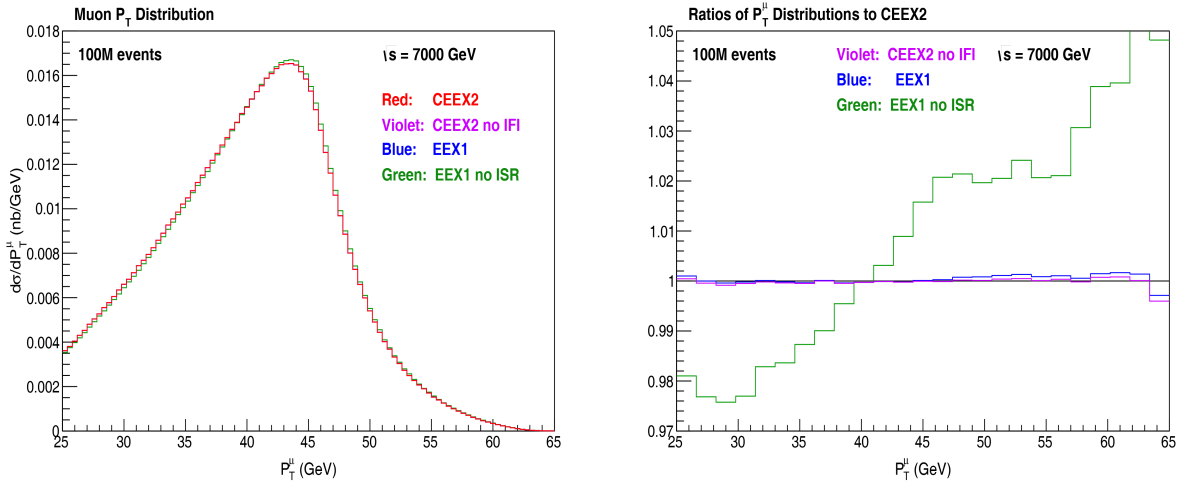 Muon P_T Distribution
100M events
√s = 7000 GeV
Red: CEEX2
Violet: CEEX2 no IFI
Blue: EEX1
Green: EEX1 no ISR
dσ/dP_T^μ (nb/GeV)
0.018
0.016
0.014
0.012
0.01
0.008
0.006
0.004
0.002
0
25 30 35 40 45 50 55 60 65
P_T^μ (GeV)
Ratios of P_T^μ Distributions to CEEX2
100M events
Violet: CEEX2 no IFI
√s = 7000 GeV
Blue: EEX1
Green: EEX1 no ISR
1.05
1.04
1.03
1.02
1.01
1
0.99
0.98
0.97
25 30 35 40 45 50 55 60 65
P_T^μ (GeV)